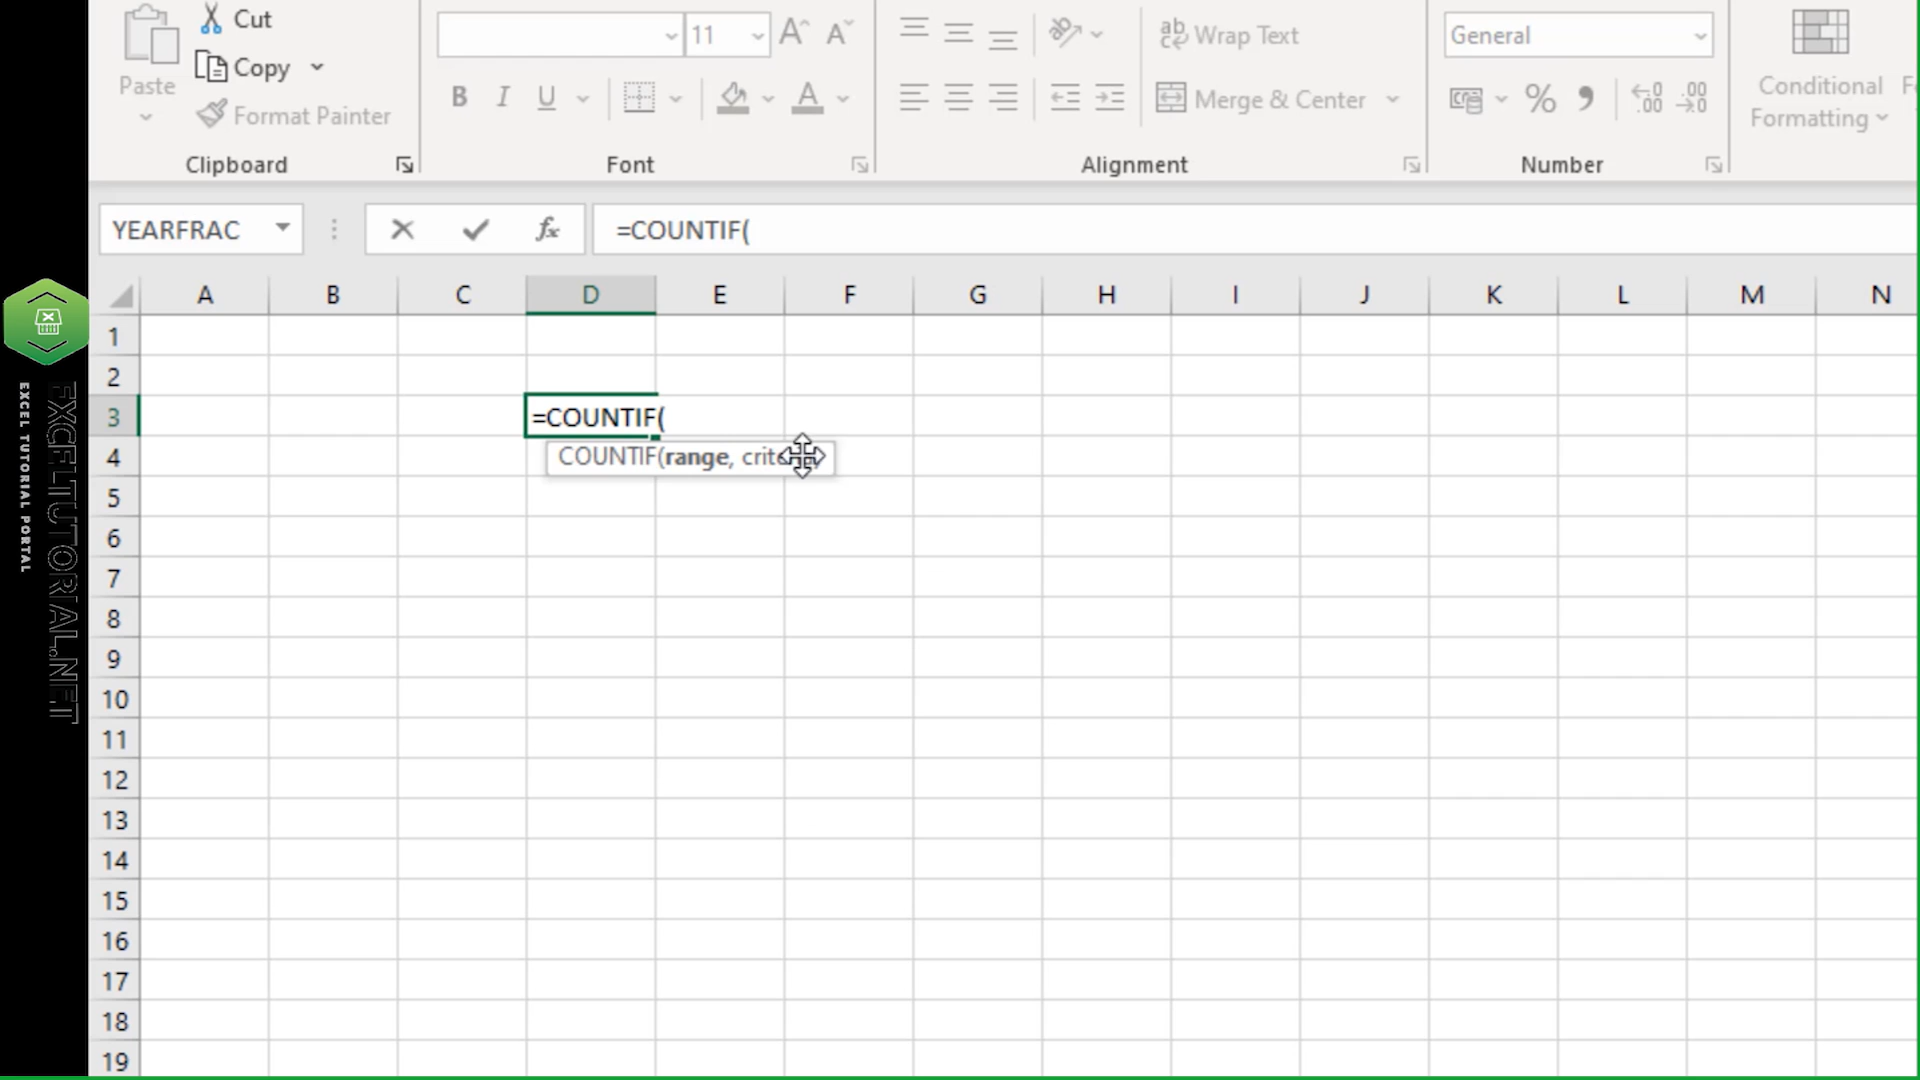 Cut
Copy
Paste
Format Painter
Clipboard
11
B I U
Font
Wrap Text
Merge & Center
Alignment
General
Number
Conditional
Formatting
YEARFRAC
fx
=COUNTIF(
A B C D E F G H I J K L M N
1
2
3 =COUNTIF(
4 COUNTIF(range,
5
6
7
8
9
10
11
12
13
14
15
16
17
18
19
EXCELTUTORIAL.NET
EXCEL TUTORIAL PORTAL